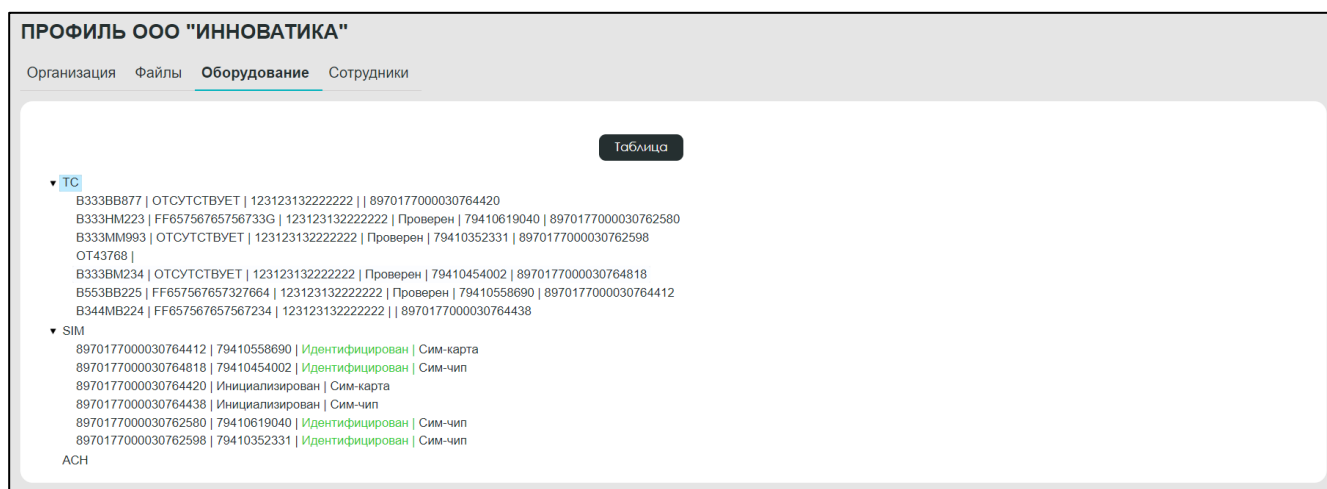 ПРОФИЛЬ ООО "ИННОВАТИКА"
Организация Файлы Оборудование Сотрудники
Таблица
▾ ТС
В333ВВ877 | ОТСУТСТВУЕТ | 123123132222222 | | 8970177000030764420
В333НМ223 | FF65756765756733G | 123123132222222 | Проверен | 79410619040 | 8970177000030762580
В333ММ993 | ОТСУТСТВУЕТ | 123123132222222 | Проверен | 79410352331 | 8970177000030762598
ОТ43768 |
В333ВМ234 | ОТСУТСТВУЕТ | 123123132222222 | Проверен | 79410454002 | 8970177000030764818
В553ВВ225 | FF657567657327664 | 123123132222222 | Проверен | 79410558690 | 8970177000030764412
В344МВ224 | FF657567657567234 | 123123132222222 | | 8970177000030764438
▾ SIM
8970177000030764412 | 79410558690 | Идентифицирован | Сим-карта
8970177000030764818 | 79410454002 | Идентифицирован | Сим-чип
8970177000030764420 | Инициализирован | Сим-карта
8970177000030764438 | Инициализирован | Сим-чип
8970177000030762580 | 79410619040 | Идентифицирован | Сим-чип
8970177000030762598 | 79410352331 | Идентифицирован | Сим-чип
АСН